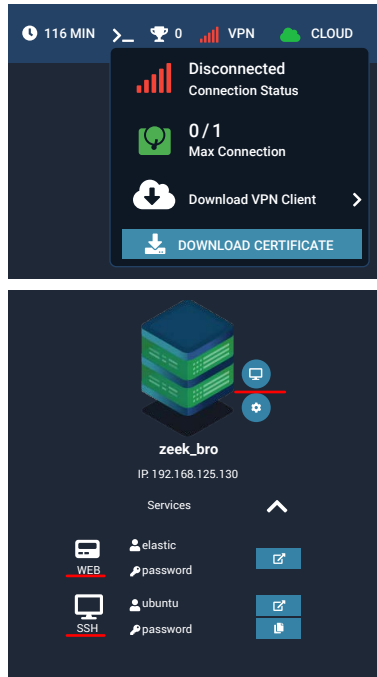 116 MIN >_ 0 VPN CLOUD
Disconnected
Connection Status
0 / 1
Max Connection
Download VPN Client
DOWNLOAD CERTIFICATE
zeek_bro
IP. 192.168.125.130
Services
WEB
elastic
password
SSH
ubuntu
password